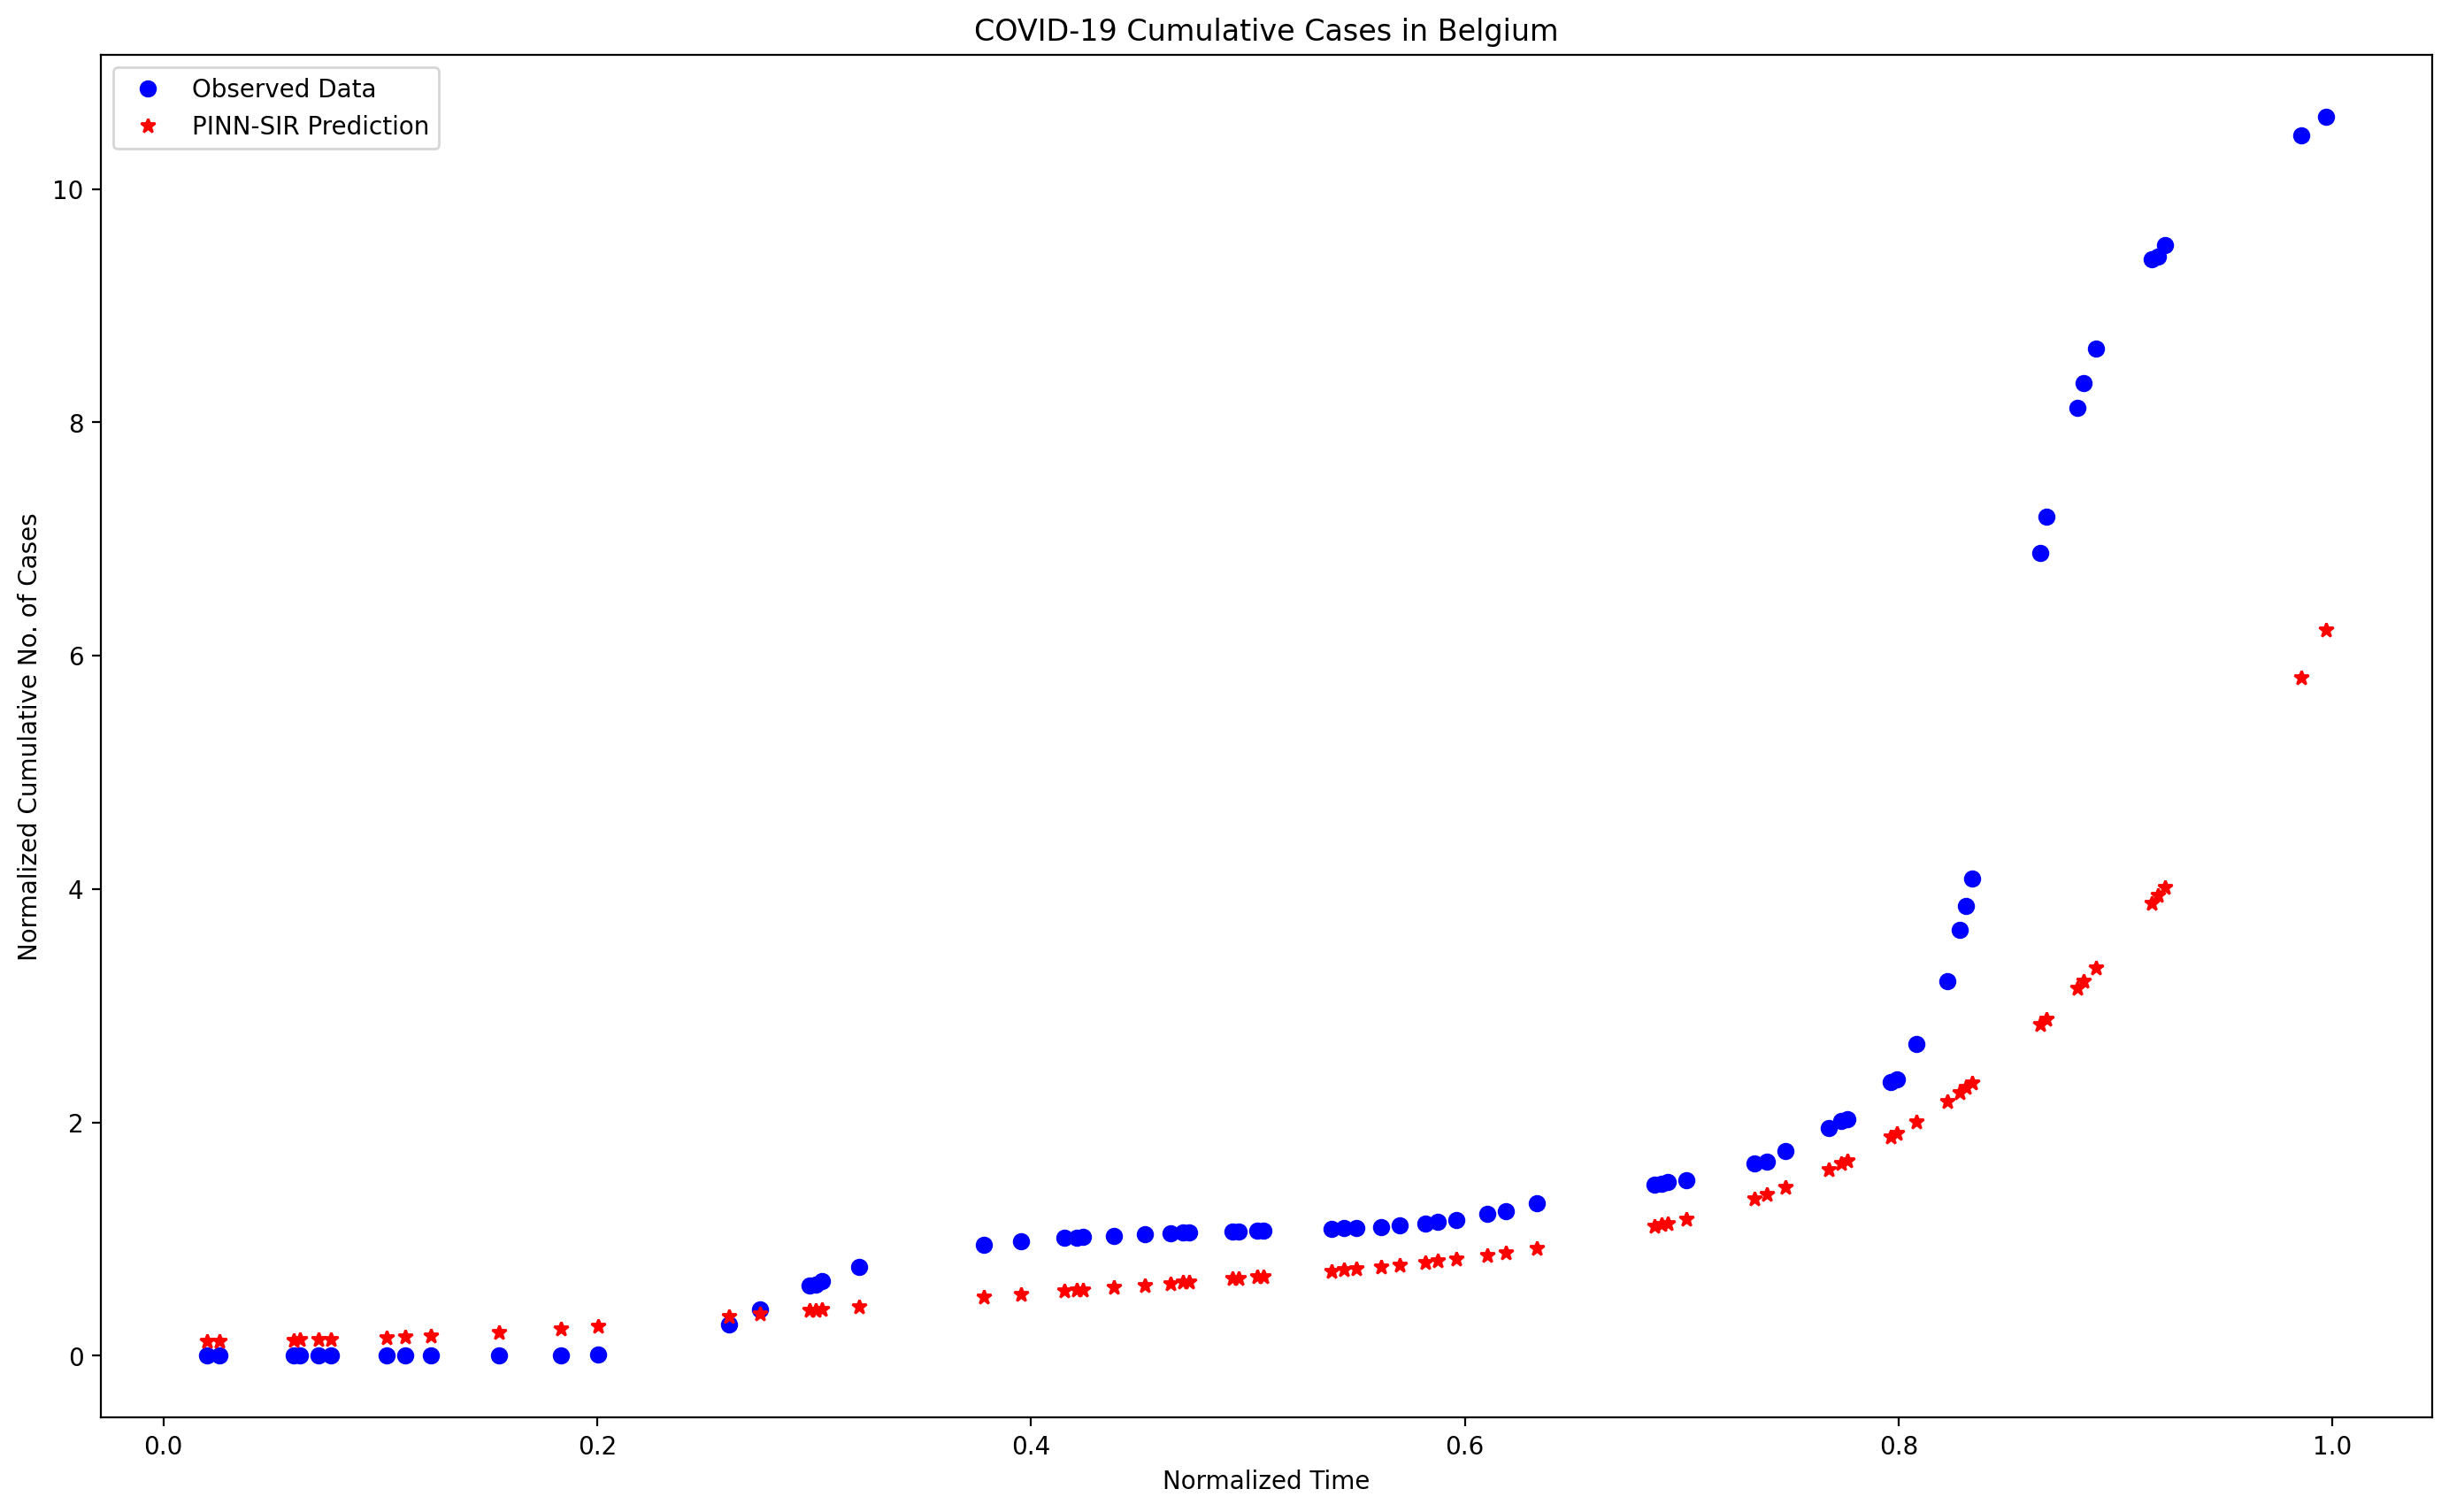 COVID-19 Cumulative Cases in Belgium
Observed Data
PINN-SIR Prediction
Normalized Cumulative No. of Cases
10
8
6
4
2
0
0.0 0.2 0.4 0.6 0.8 1.0
Normalized Time